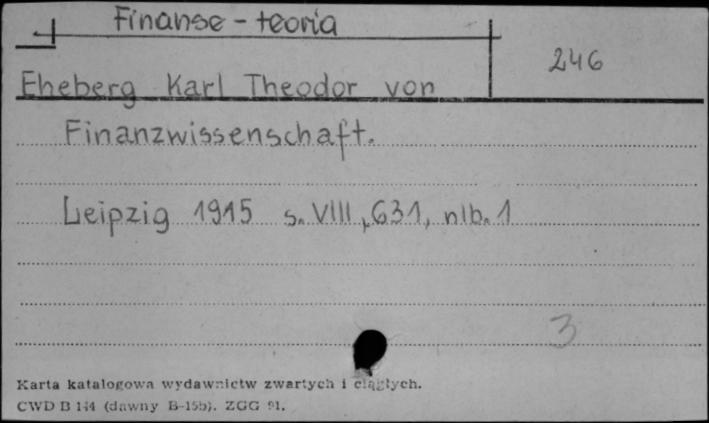 Finanse - teoria
246
Eheberg Karl Theodor von
Finanzwissenschaft.
Leipzig 1915 s. VIII, 631, nlb. 1
3
Karta katalogowa wydawnictw zwartych i ciągłych.
CWD B 144 (dawny B-15b). ZGG 91.